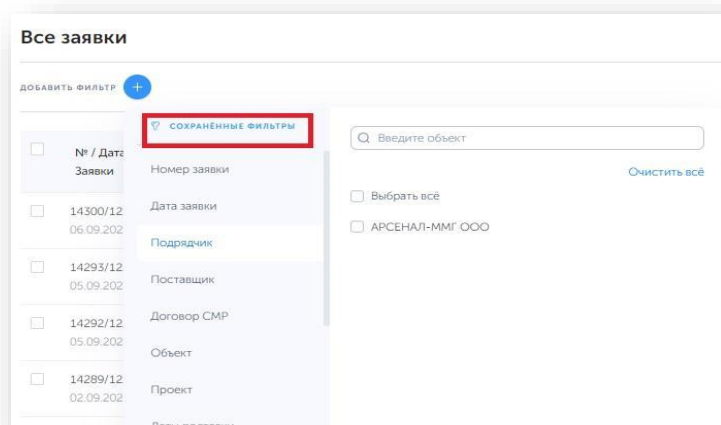 Все заявки
ДОБАВИТЬ ФИЛЬТР +
СОХРАНЁННЫЕ ФИЛЬТРЫ
№ / Дата
Заявки
14300/12
06.09.202
14293/12
05.09.202
14292/12
05.09.202
14289/12
02.09.202
Номер заявки
Дата заявки
Подрядчик
Поставщик
Договор СМР
Объект
Проект
Введите объект
Очистить всё
Выбрать всё
АРСЕНАЛ-ММГ ООО